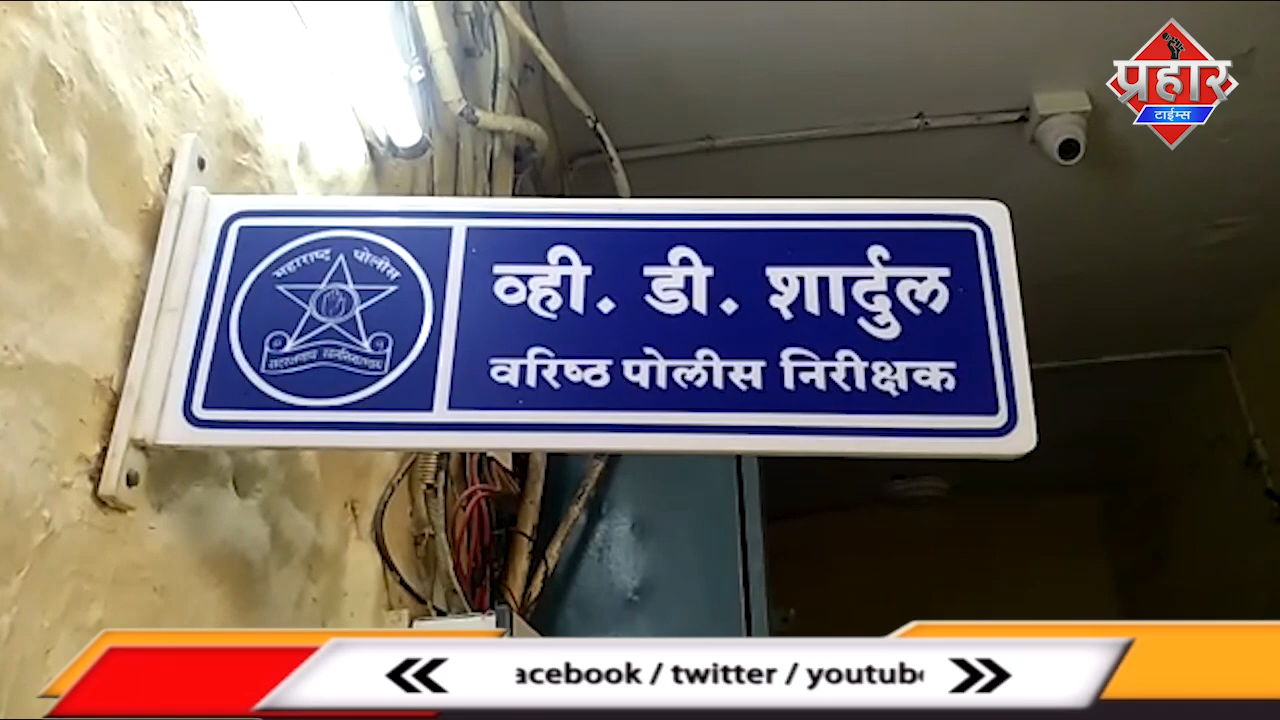 प्रहार
टाईम्स
महाराष्ट्र पोलीस
व्ही. डी. शार्दुल
वरिष्ठ पोलीस निरीक्षक
acebook / twitter / youtub